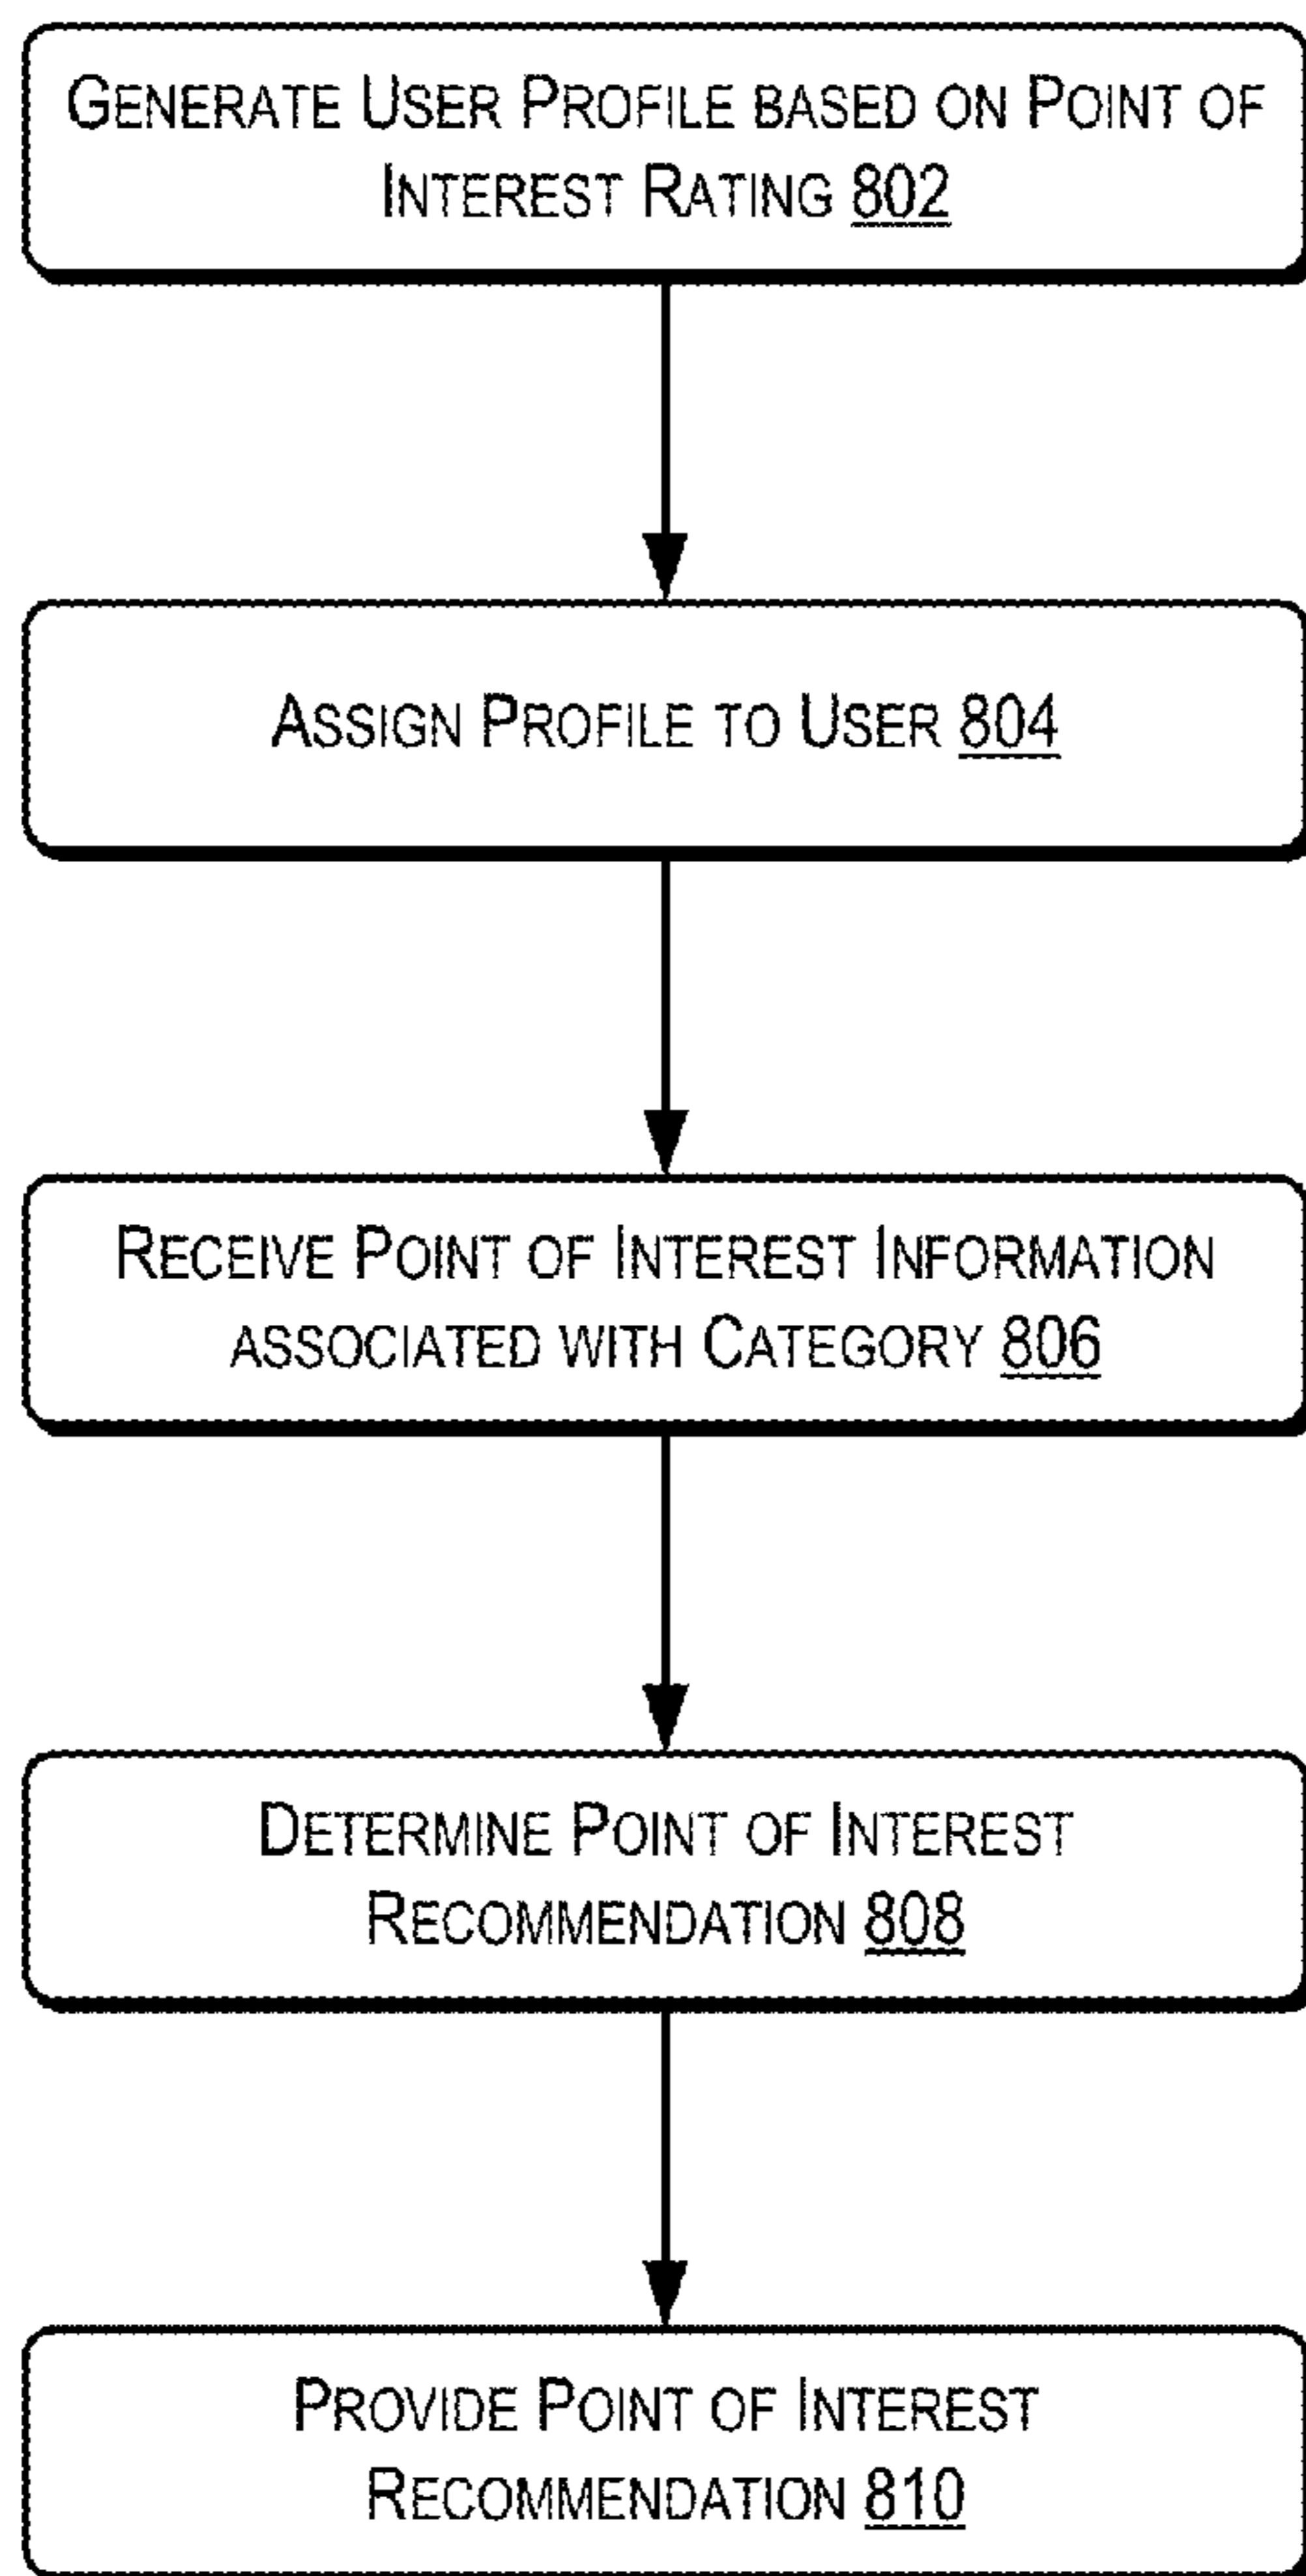 GENERATE USER PROFILE BASED ON POINT OF
INTEREST RATING 802
ASSIGN PROFILE TO USER 804
RECEIVE POINT OF INTEREST INFORMATION
ASSOCIATED WITH CATEGORY 806
DETERMINE POINT OF INTEREST
RECOMMENDATION 808
PROVIDE POINT OF INTEREST
RECOMMENDATION 810